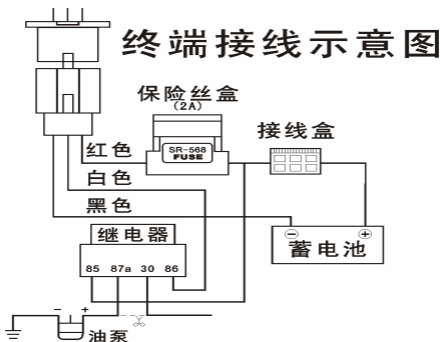 终端接线示意图
保险丝盒
(2A)
接线盒
SR-568
FUSE
红色
白色
黑色
继电器
85 87a 30 86
− +
蓄电池
− +
油泵